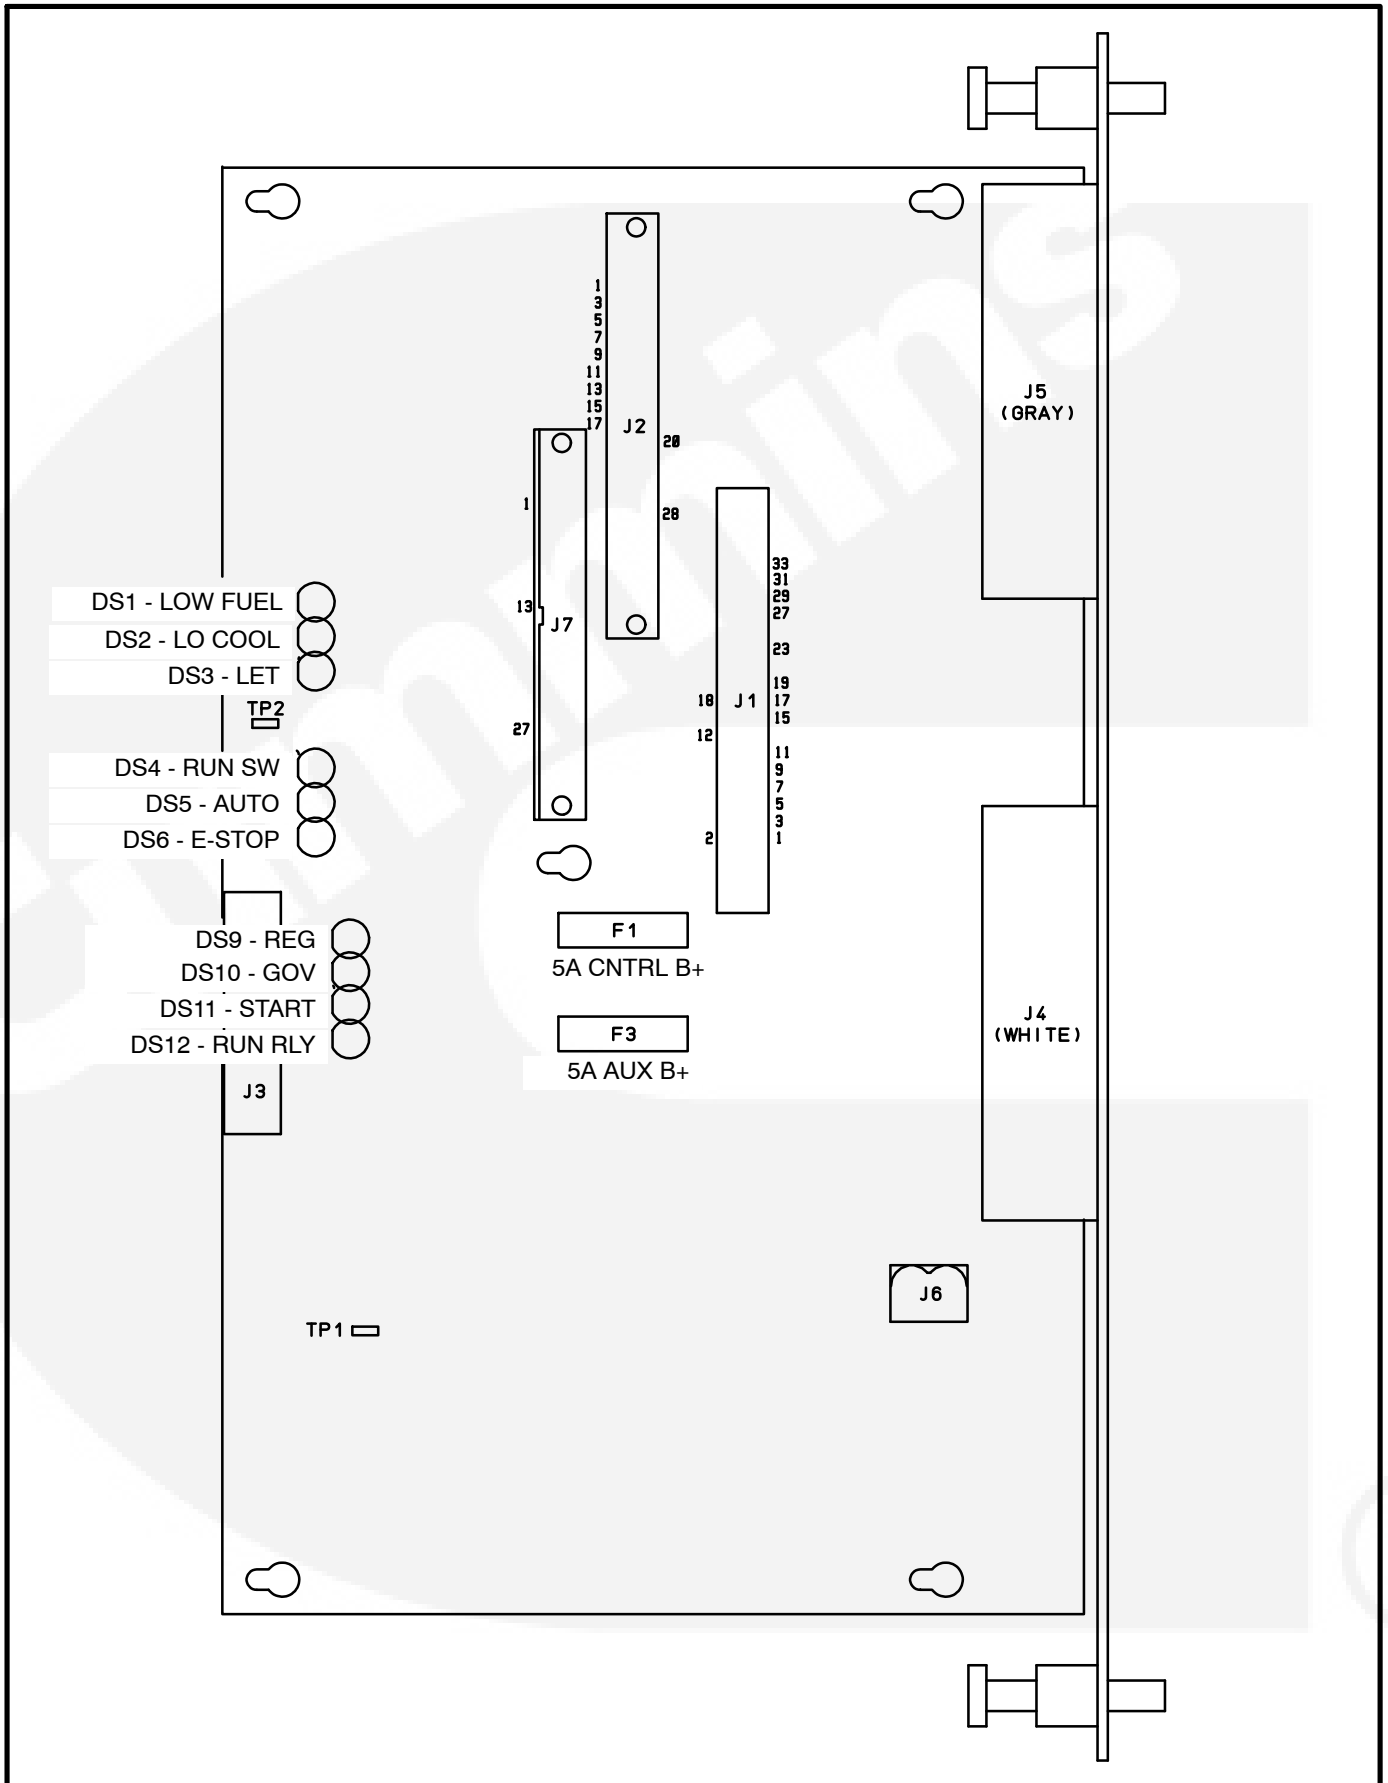 1
3
5
7
9
11
13
15
17
J2
20
28
J5
(GRAY)
1
13
J7
27
33
31
29
27
23
19
18
J1
17
15
12
11
9
7
5
3
2
1
DS1 - LOW FUEL
DS2 - LO COOL
DS3 - LET
TP2
DS4 - RUN SW
DS5 - AUTO
DS6 - E-STOP
DS9 - REG
DS10 - GOV
DS11 - START
DS12 - RUN RLY
J3
F1
5A CNTRL B+
F3
5A AUX B+
J4
(WHITE)
J6
TP1
Cummins